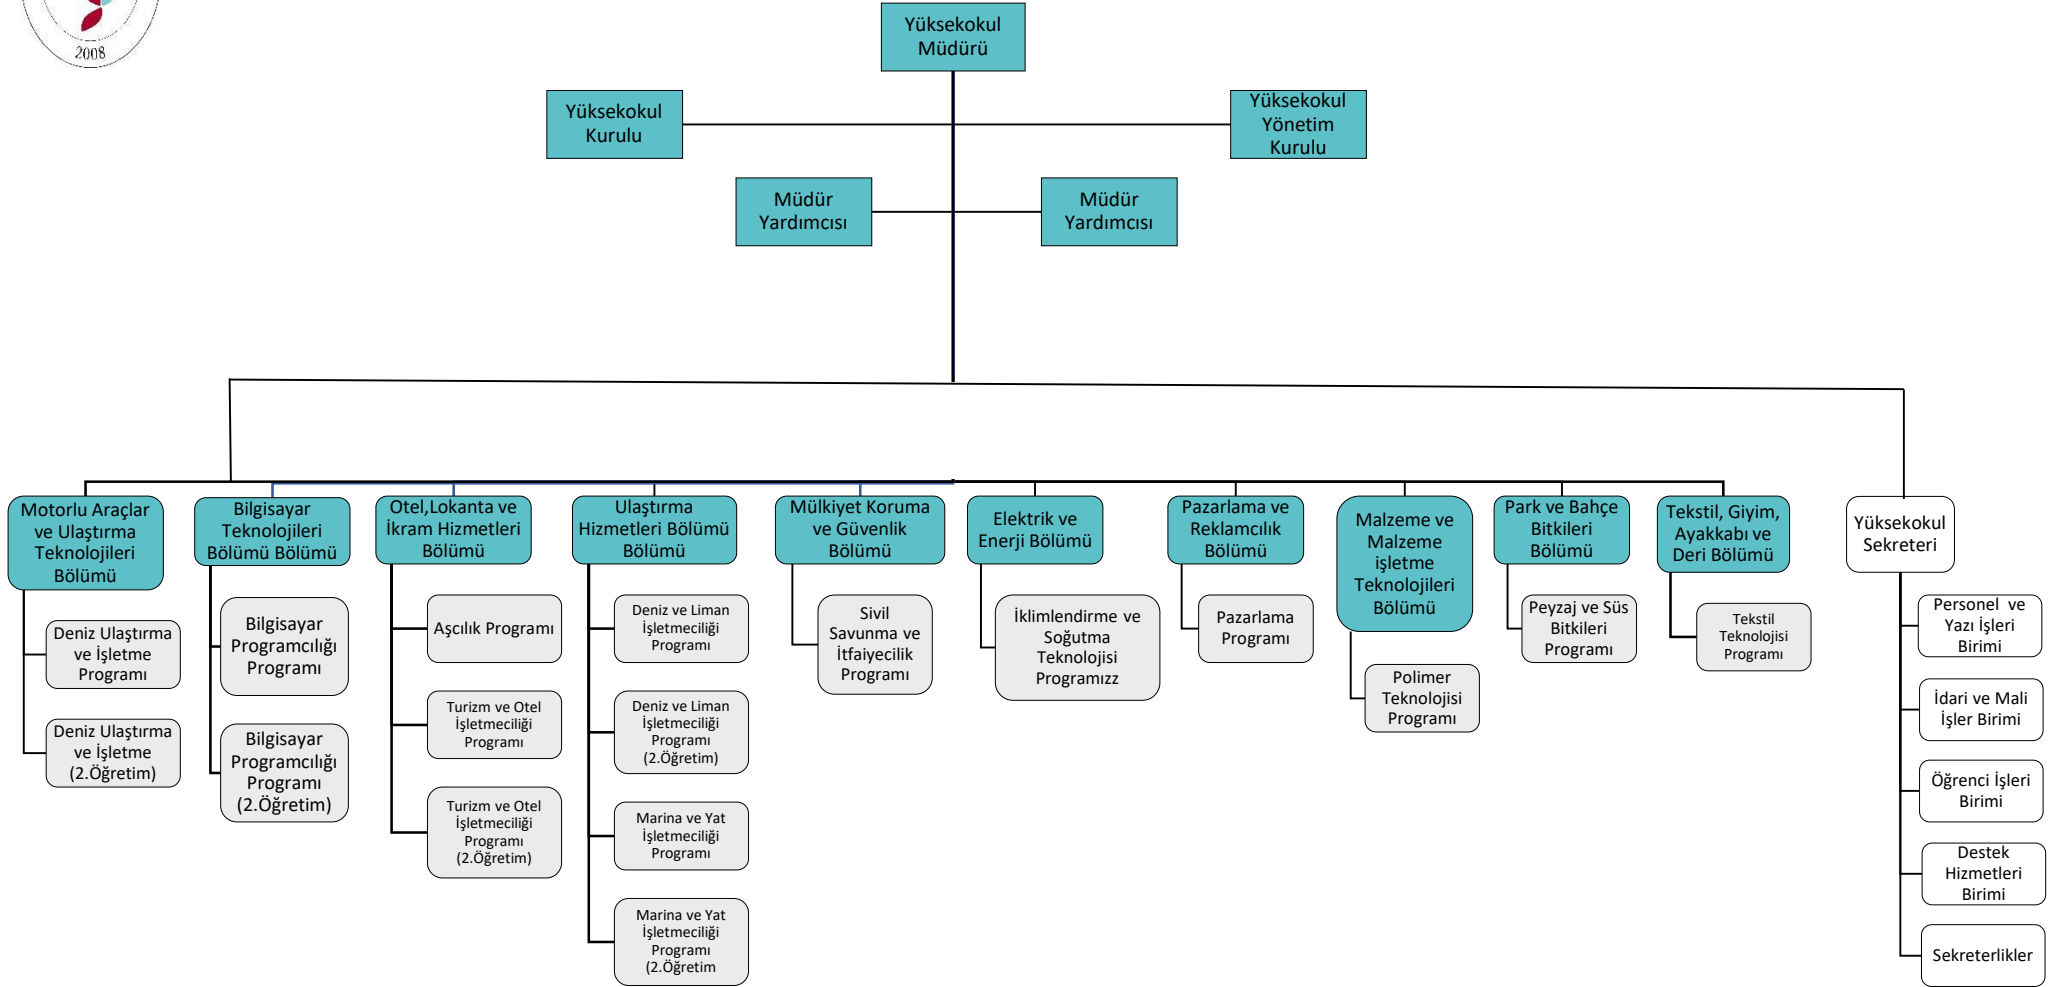 2008
Yüksekokul
Müdürü
Yüksekokul
Kurulu
Yüksekokul
Yönetim
Kurulu
Müdür
Yardımcısı
Müdür
Yardımcısı
Motorlu Araçlar
ve Ulaştırma
Teknolojileri
Bölümü
Deniz Ulaştırma
ve İşletme
Programı
Deniz Ulaştırma
ve İşletme
(2.Öğretim)
Bilgisayar
Teknolojileri
Bölümü Bölümü
Bilgisayar
Programcılığı
Programı
Bilgisayar
Programcılığı
Programı
(2.Öğretim)
Otel,Lokanta ve
İkram Hizmetleri
Bölümü
Aşcılık Programı
Turizm ve Otel
İşletmeciliği
Programı
Turizm ve Otel
İşletmeciliği
Programı
(2.Öğretim)
Ulaştırma
Hizmetleri Bölümü
Bölümü
Deniz ve Liman
İşletmeciliği
Programı
Deniz ve Liman
İşletmeciliği
Programı
(2.Öğretim)
Marina ve Yat
İşletmeciliği
Programı
Marina ve Yat
İşletmeciliği
Programı
(2.Öğretim
Mülkiyet Koruma
ve Güvenlik
Bölümü
Sivil
Savunma ve
İtfaiyecilik
Programı
Elektrik ve
Enerji Bölümü
İklimlendirme ve
Soğutma
Teknolojisi
Programızz
Pazarlama ve
Reklamcılık
Bölümü
Pazarlama
Programı
Malzeme ve
Malzeme
işletme
Teknolojileri
Bölümü
Polimer
Teknolojisi
Programı
Park ve Bahçe
Bitkileri
Bölümü
Peyzaj ve Süs
Bitkileri
Programı
Tekstil, Giyim,
Ayakkabı ve
Deri Bölümü
Tekstil
Teknolojisi
Programı
Yüksekokul
Sekreteri
Personel ve
Yazı İşleri
Birimi
İdari ve Mali
İşler Birimi
Öğrenci İşleri
Birimi
Destek
Hizmetleri
Birimi
Sekreterlikler